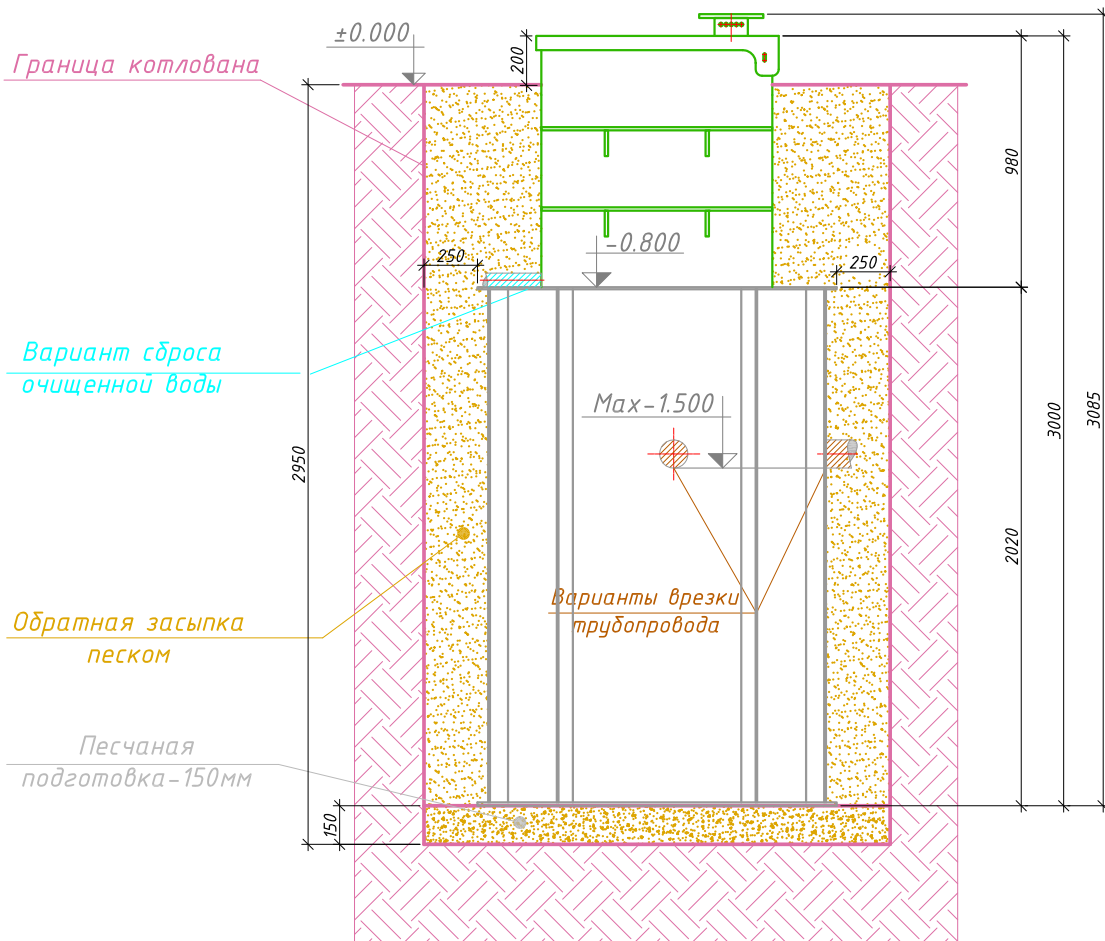 ±0.000
Граница котлована
200
980
-0.800
250
250
Вариант сброса
очищенной воды
Max-1.500
3085
3000
2950
2020
Варианты врезки
трубопровода
Обратная засыпка
песком
Песчаная
подготовка-150мм
150